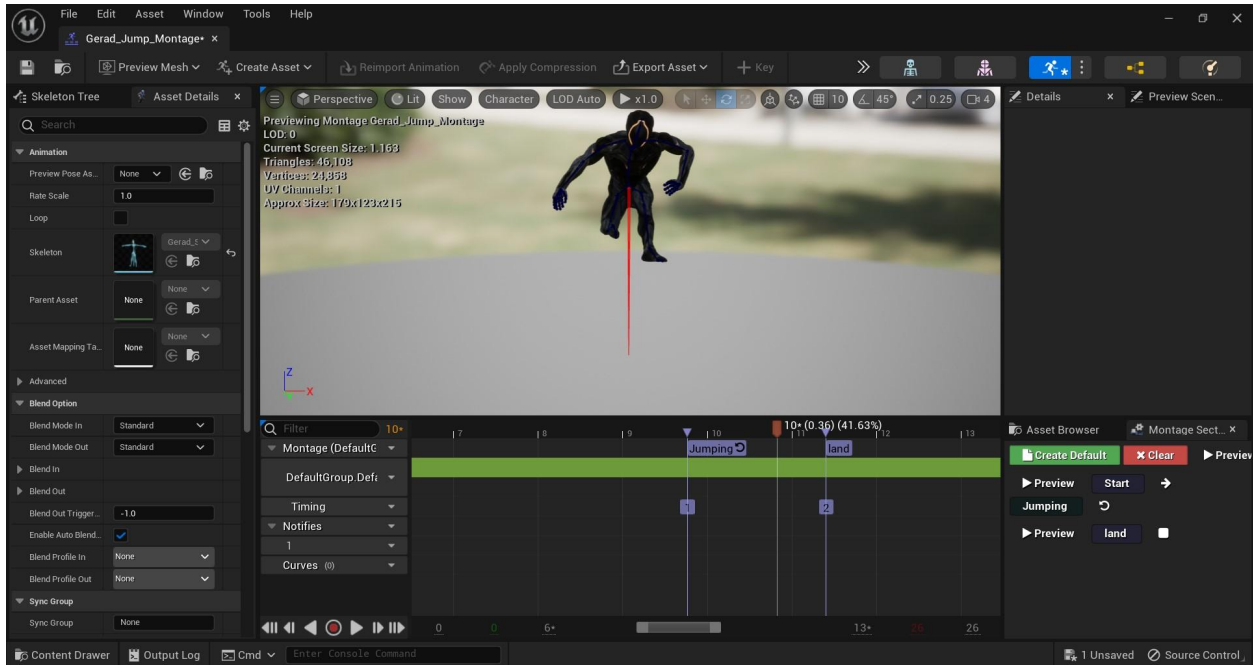 File Edit Asset Window Tools Help
Gerad_Jump_Montage•
Preview Mesh Create Asset Reimport Animation Apply Compression Export Asset Key
Skeleton Tree Asset Details
Search
Animation
Preview Pose As... None
Rate Scale 1.0
Loop
Skeleton Gerad_S
Parent Asset None None
Asset Mapping Ta... None None
Advanced
Blend Option
Blend Mode In Standard
Blend Mode Out Standard
Blend In
Blend Out
Blend Out Trigger... -1.0
Enable Auto Blend...
Blend Profile In None
Blend Profile Out None
Sync Group
Sync Group None
Perspective Lit Show Character LOD Auto x1.0 10 45° 0.25 4
Previewing Montage Gerad_Jump_Montage
LOD: 0
Current Screen Size: 1.163
Triangles: 46,108
Vertices: 24,858
UV Channels: 1
Approx Size: 179x123x215
Z
X
Filter 10•
7 8 9 10 11 12 13
10• (0.36) (41.63%)
Montage (DefaultG Jumping land
DefaultGroup.Defa
Timing 1 2
Notifies
1
Curves (0)
0 0 6• 13• 20 26
Details Preview Scen...
Asset Browser Montage Sect...
Create Default Clear Preview
Preview Start
Jumping
Preview land
Content Drawer Output Log Cmd Enter Console Command 1 Unsaved Source Control